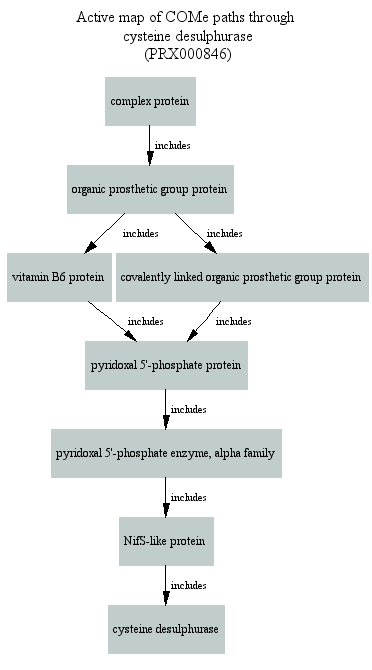 Active map of COMe paths through
cysteine desulphurase
(PRX000846)
complex protein
includes
organic prosthetic group protein
includes
includes
vitamin B6 protein
covalently linked organic prosthetic group protein
includes
includes
pyridoxal 5'-phosphate protein
includes
pyridoxal 5'-phosphate enzyme, alpha family
includes
NifS-like protein
includes
cysteine desulphurase